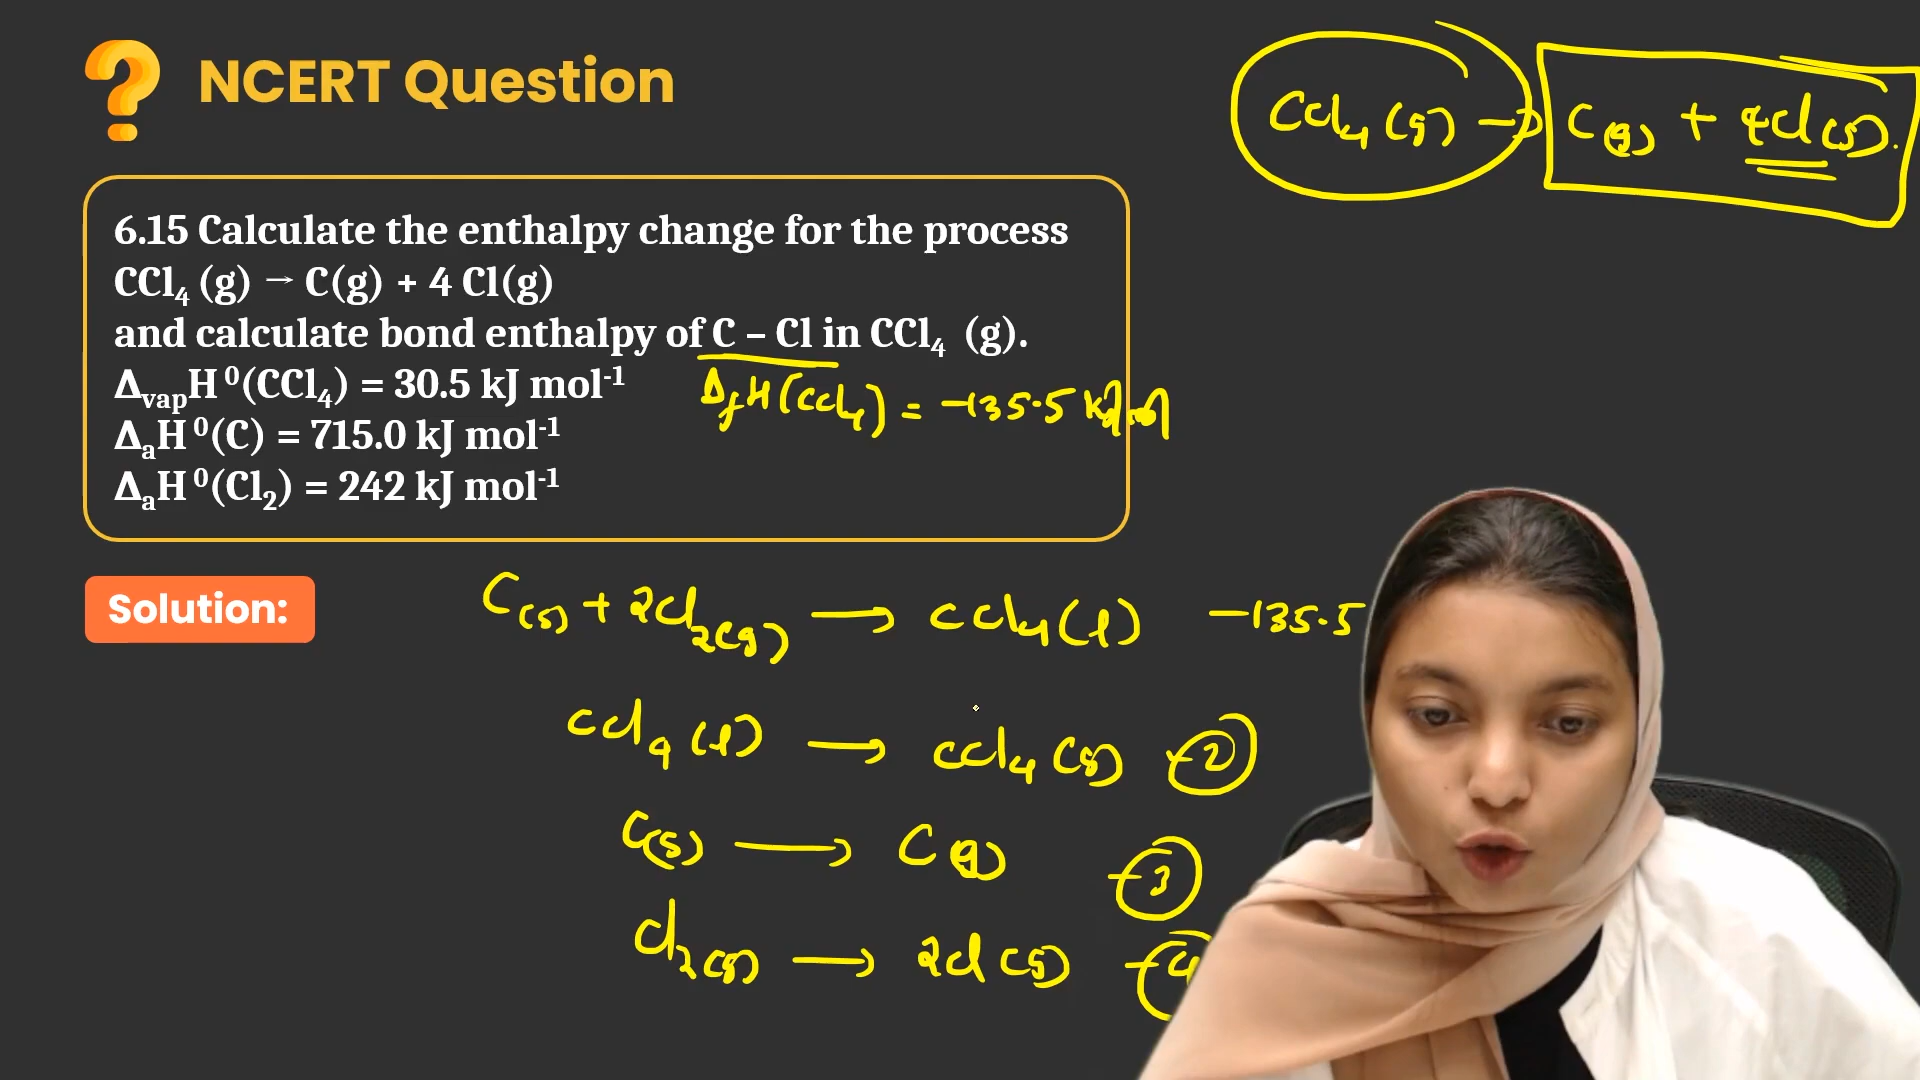 NCERT Question
CCl₄(g) → C(g) + 4Cl(g).
6.15 Calculate the enthalpy change for the process
CCl₄ (g) → C(g) + 4 Cl(g)
and calculate bond enthalpy of C – Cl in CCl₄ (g).
ΔvapH⁰(CCl₄) = 30.5 kJ mol⁻¹
ΔfH(CCl₄) = -135.5 kJ/mol
ΔaH⁰(C) = 715.0 kJ mol⁻¹
ΔaH⁰(Cl₂) = 242 kJ mol⁻¹
Solution:
C(s) + 2Cl₂(g) → CCl₄(l) -135.5
CCl₄(l) → CCl₄(g) -②
C(s) → C(g) -③
Cl₂(g) → 2Cl(g) -④